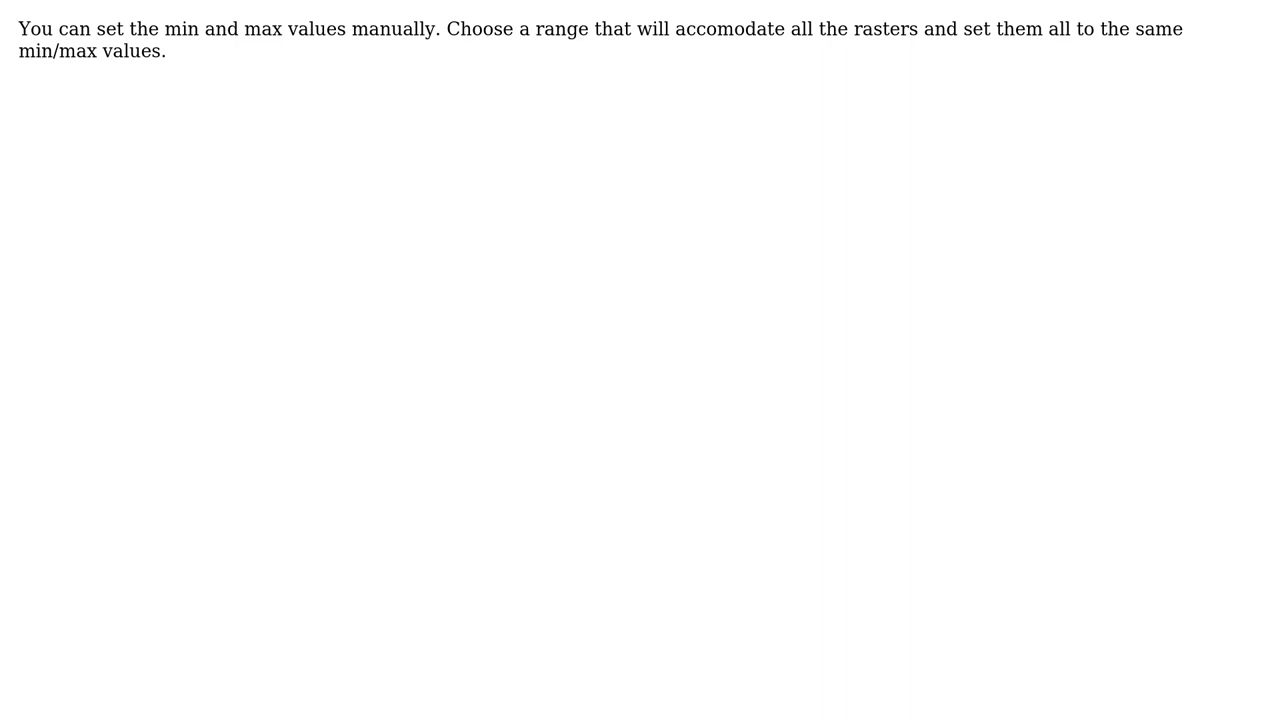 You can set the min and max values manually. Choose a range that will accomodate all the rasters and set them all to the same
min/max values.